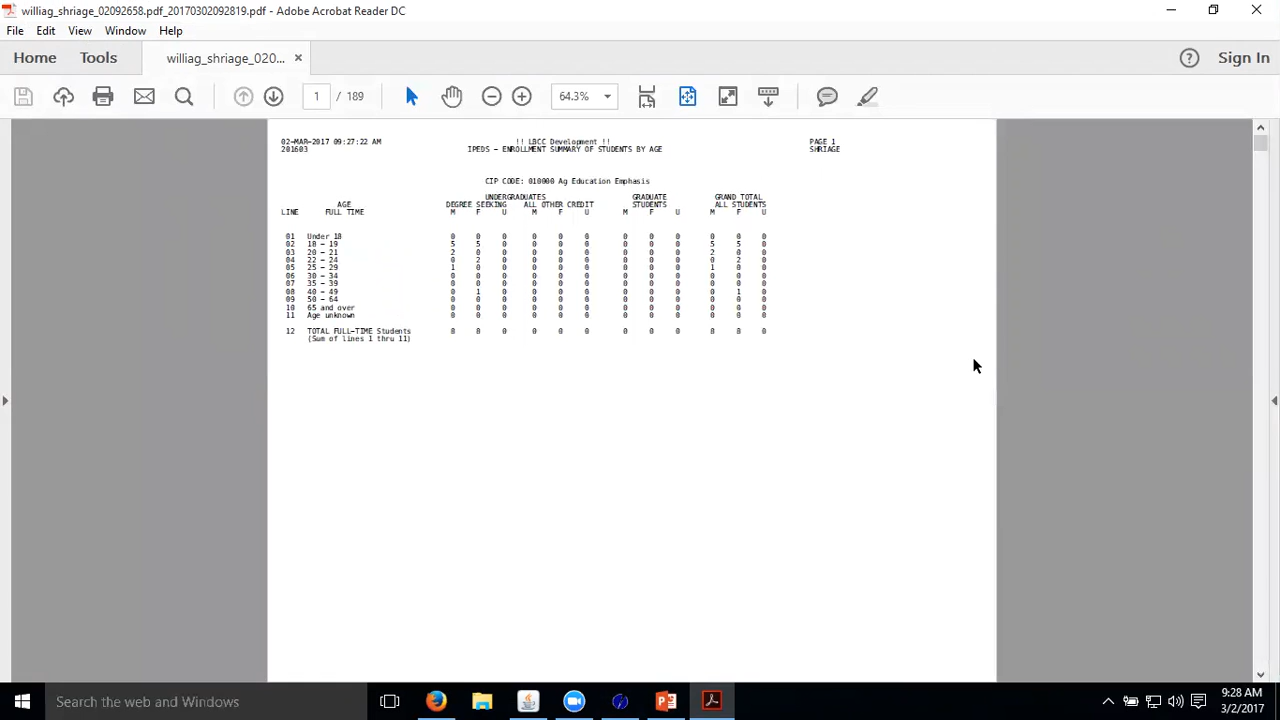 williag_shriage_02092658.pdf_20170302092819.pdf - Adobe Acrobat Reader DC
File Edit View Window Help
Home Tools williag_shriage_020... × Sign In
1 / 189 64.3%
02-MAR-2017 09:27:22 AM !! LBCC Development !! PAGE 1
201603 IPEDS - ENROLLMENT SUMMARY OF STUDENTS BY AGE SHRIAGE
CIP CODE: 010000 Ag Education Emphasis
UNDERGRADUATES GRADUATE GRAND TOTAL
AGE DEGREE SEEKING ALL OTHER CREDIT STUDENTS ALL STUDENTS
LINE FULL TIME M F U M F U M F U M F U
01 Under 18 0 0 0 0 0 0 0 0 0 0 0 0
02 18 - 19 5 5 0 0 0 0 0 0 0 5 5 0
03 20 - 21 2 0 0 0 0 0 0 0 0 2 0 0
04 22 - 24 0 2 0 0 0 0 0 0 0 0 2 0
05 25 - 29 1 0 0 0 0 0 0 0 0 1 0 0
06 30 - 34 0 0 0 0 0 0 0 0 0 0 0 0
07 35 - 39 0 0 0 0 0 0 0 0 0 0 0 0
08 40 - 49 0 1 0 0 0 0 0 0 0 0 1 0
09 50 - 64 0 0 0 0 0 0 0 0 0 0 0 0
10 65 and over 0 0 0 0 0 0 0 0 0 0 0 0
11 Age unknown 0 0 0 0 0 0 0 0 0 0 0 0
12 TOTAL FULL-TIME Students 8 8 0 0 0 0 0 0 0 8 8 0
(Sum of lines 1 thru 11)
Search the web and Windows
9:28 AM
3/2/2017